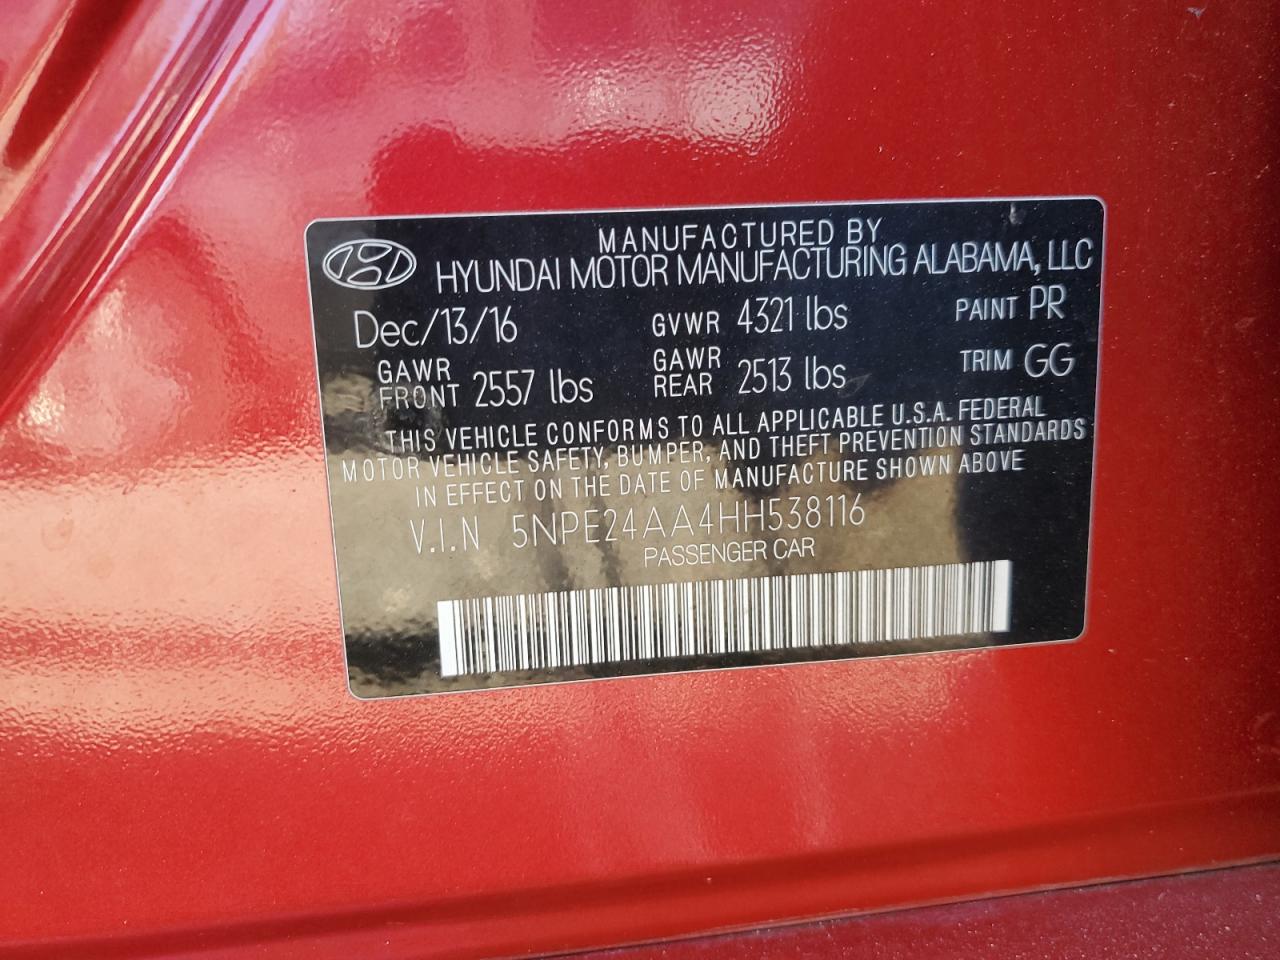 MANUFACTURED BY
HYUNDAI MOTOR MANUFACTURING ALABAMA, LLC
Dec/13/16 GVWR 4321 lbs PAINT PR
GAWR FRONT 2557 lbs GAWR REAR 2513 lbs TRIM GG
THIS VEHICLE CONFORMS TO ALL APPLICABLE U.S.A. FEDERAL
MOTOR VEHICLE SAFETY, BUMPER, AND THEFT PREVENTION STANDARDS
IN EFFECT ON THE DATE OF MANUFACTURE SHOWN ABOVE
V.I.N 5NPE24AA4HH538116
PASSENGER CAR